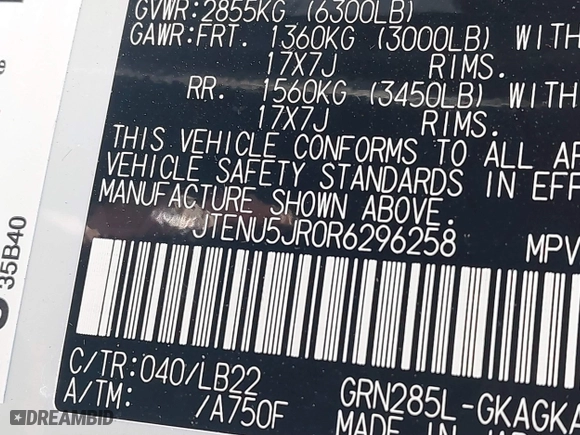 GVWR:2855KG (6300LB)
GAWR:FRT. 1360KG (3000LB) WITH
17X7J RIMS.
RR. 1560KG (3450LB) WITH
17X7J RIMS.
THIS VEHICLE CONFORMS TO ALL AP
VEHICLE SAFETY STANDARDS IN EFF
MANUFACTURE SHOWN ABOVE.
JTENU5JR0R6296258 MPV
C/TR:040/LB22 GRN285L-GKAGKA
A/TM: /A750F MADE IN
35B40
DREAMBID